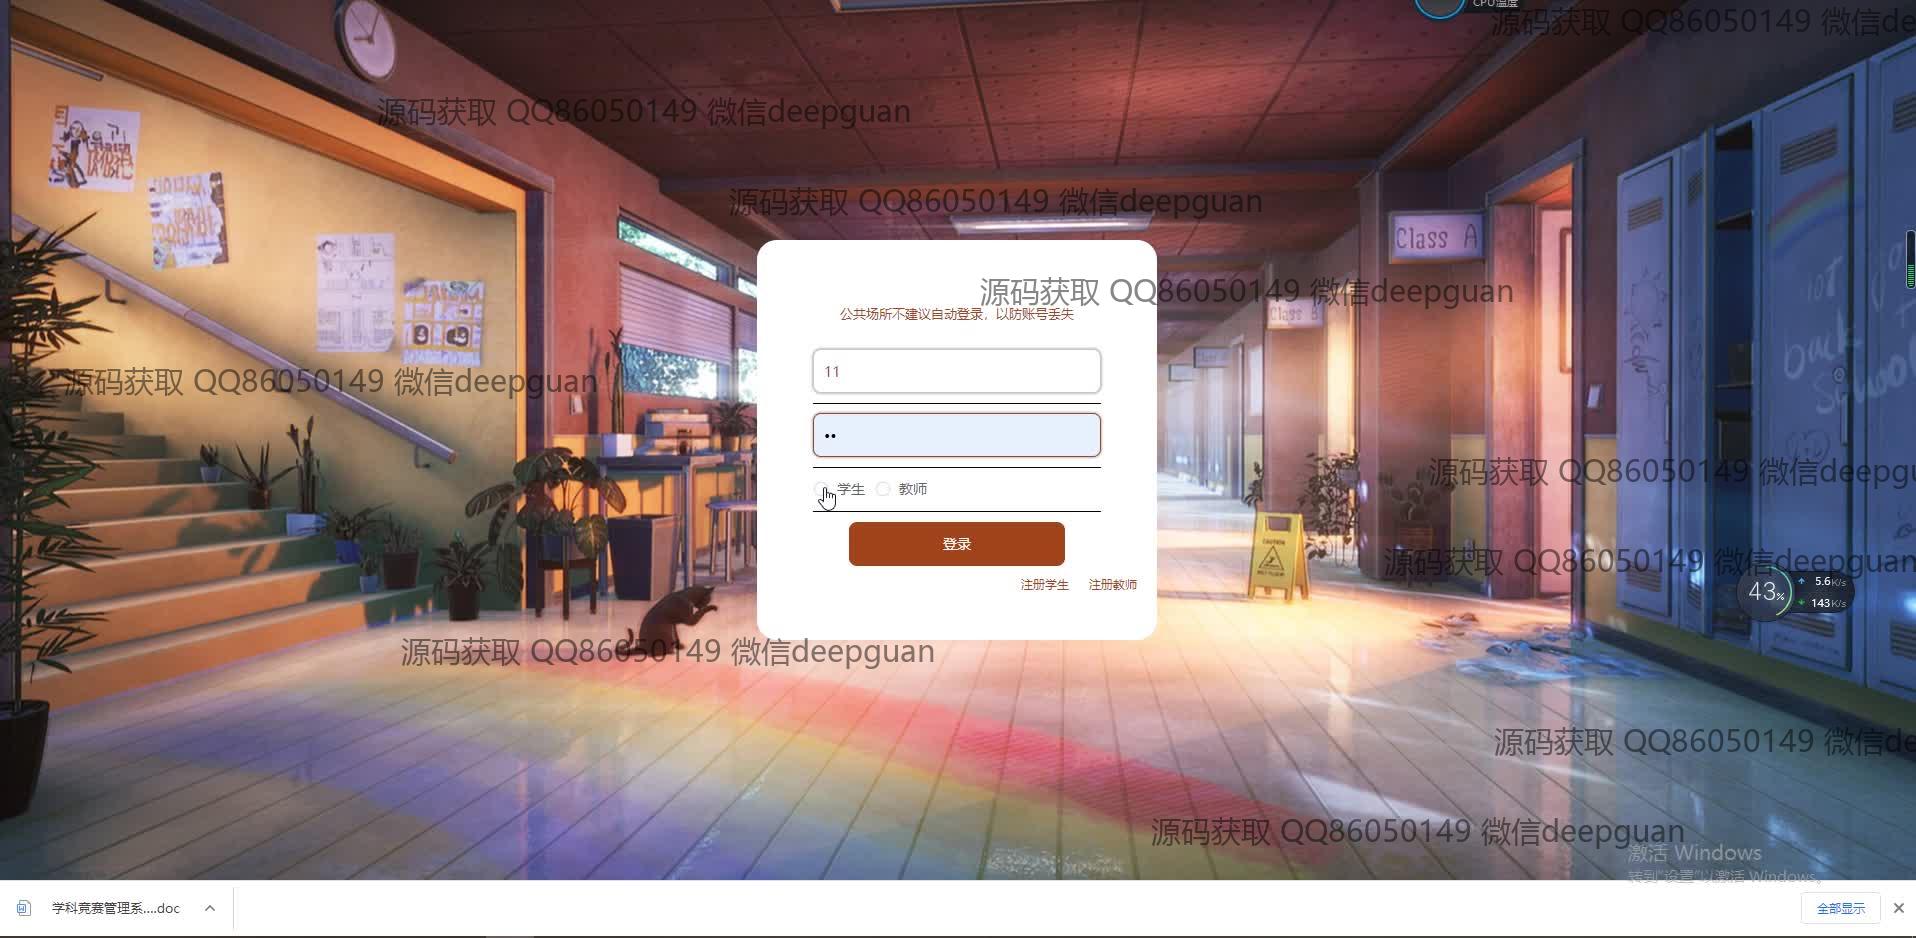 CPU温度
源码获取 QQ86050149 微信de
源码获取 QQ86050149 微信deepguan
源码获取 QQ86050149 微信deepguan
Class A
源码获取 QQ86050149 微信deepguan
Class B
公共场所不建议自动登录，以防账号丢失
11
源码获取 QQ86050149 微信deepguan
••
源码获取 QQ86050149 微信deepgu
学生 教师
登录
源码获取 QQ86050149 微信deepguan
CAUTION
注册学生 注册教师
43% 5.6K/s
143K/s
源码获取 QQ86050149 微信deepguan
源码获取 QQ86050149 微信de
源码获取 QQ86050149 微信deepguan
激活 Windows
转到"设置"以激活 Windows。
学科竞赛管理系....doc
全部显示